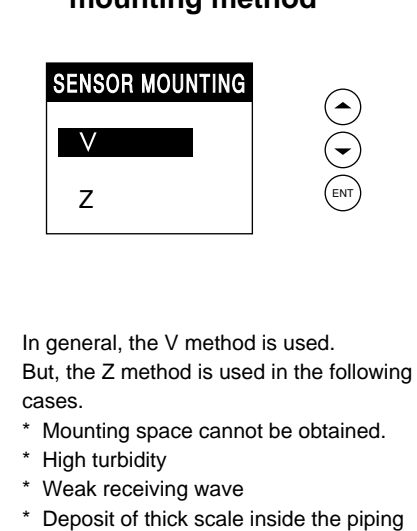 mounting method
SENSOR MOUNTING
V
Z
ENT
In general, the V method is used.
But, the Z method is used in the following
cases.
* Mounting space cannot be obtained.
* High turbidity
* Weak receiving wave
* Deposit of thick scale inside the piping